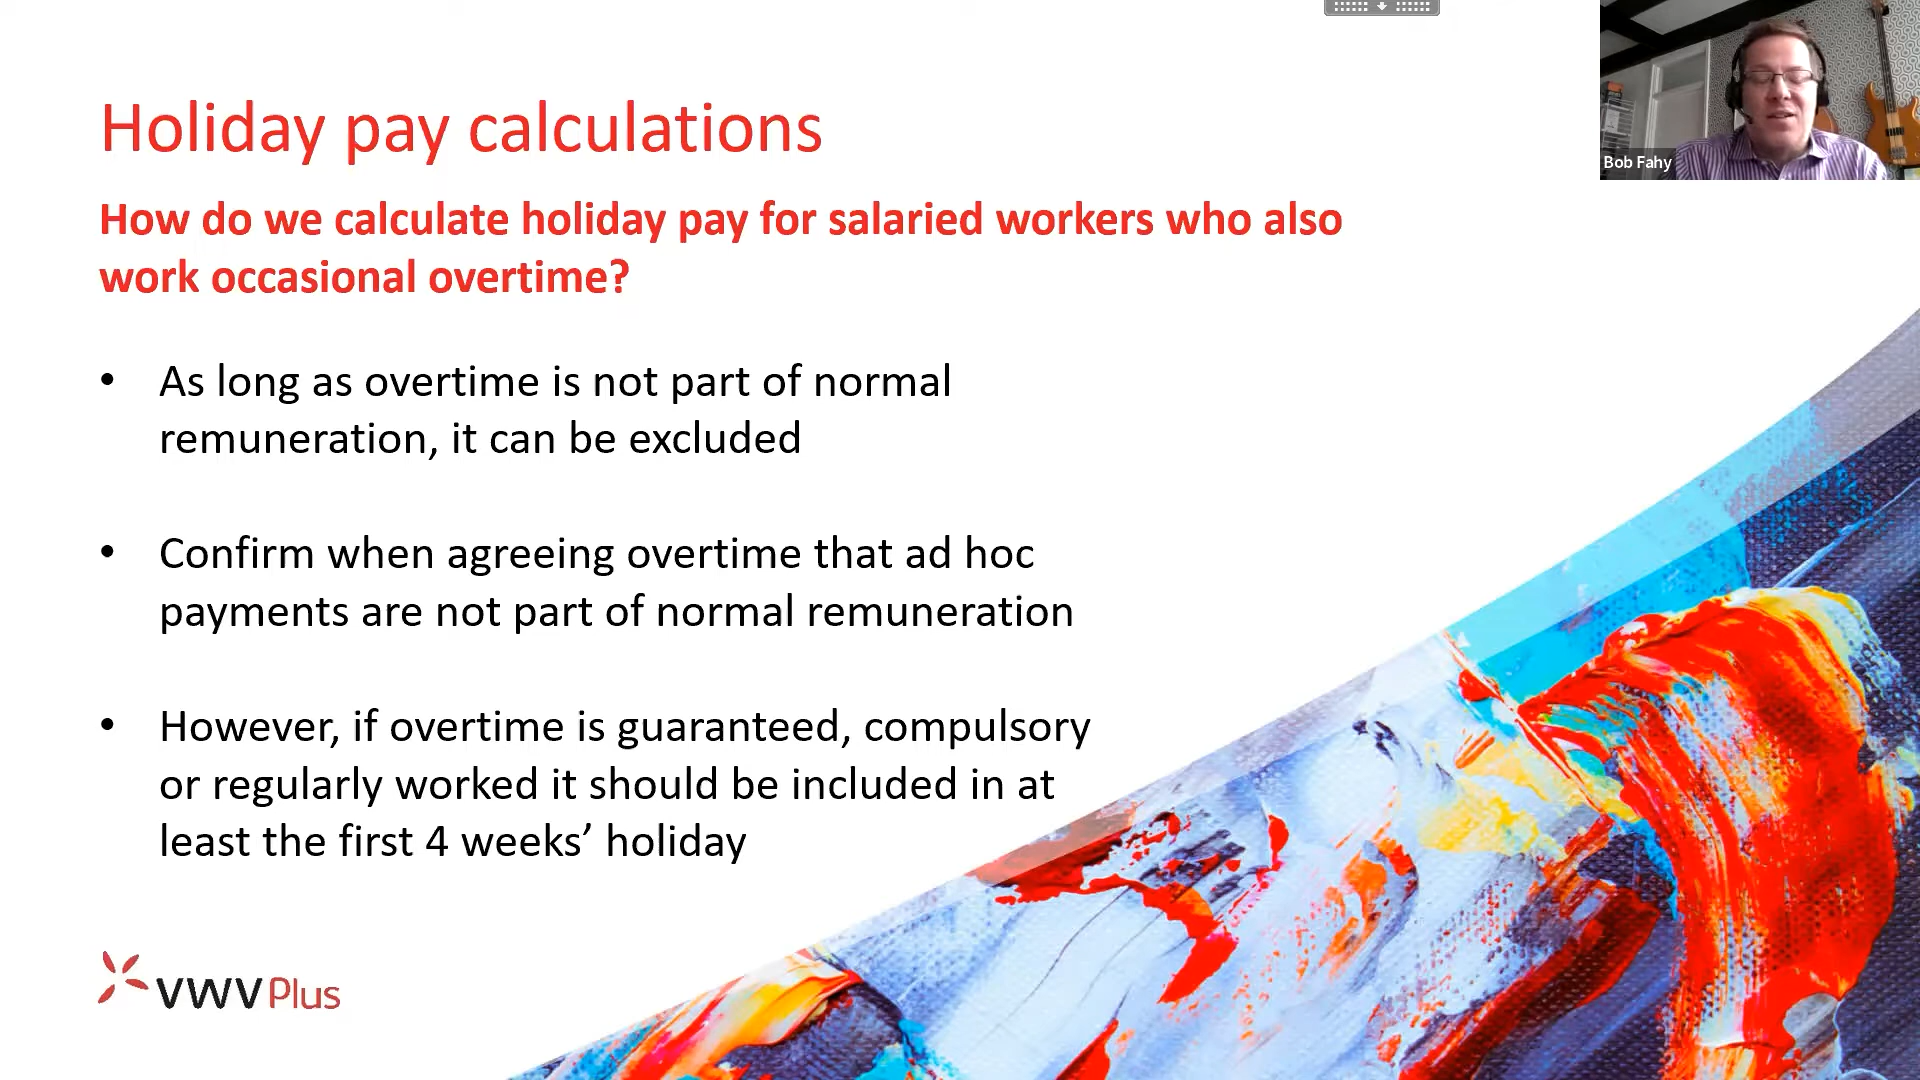 Holiday pay calculations
How do we calculate holiday pay for salaried workers who also
work occasional overtime?
• As long as overtime is not part of normal
remuneration, it can be excluded
• Confirm when agreeing overtime that ad hoc
payments are not part of normal remuneration
• However, if overtime is guaranteed, compulsory
or regularly worked it should be included in at
least the first 4 weeks’ holiday
VWV Plus
Bob Fahy